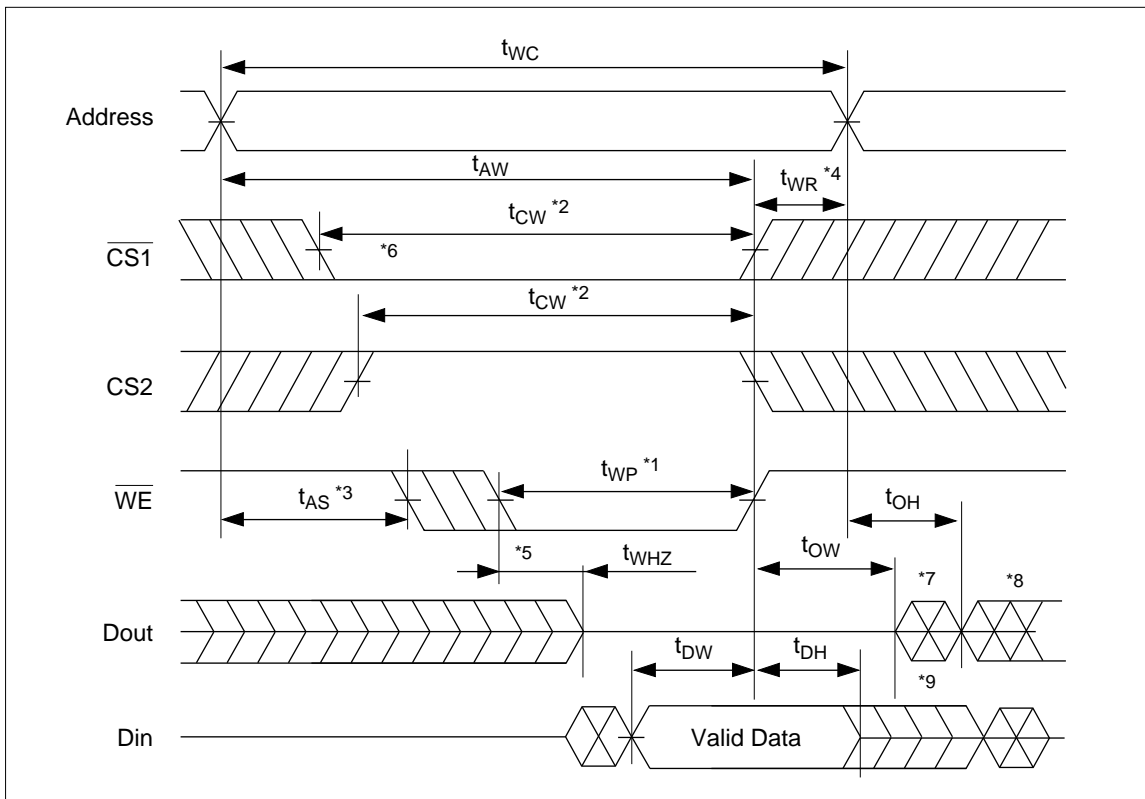 tWC
Address
tAW
tWR *4
tCW *2
CS1
*6
tCW *2
CS2
WE
tAS *3
tWP *1
tOH
tOW
*5
tWHZ
*7
*8
Dout
tDW
tDH
*9
Din
Valid Data